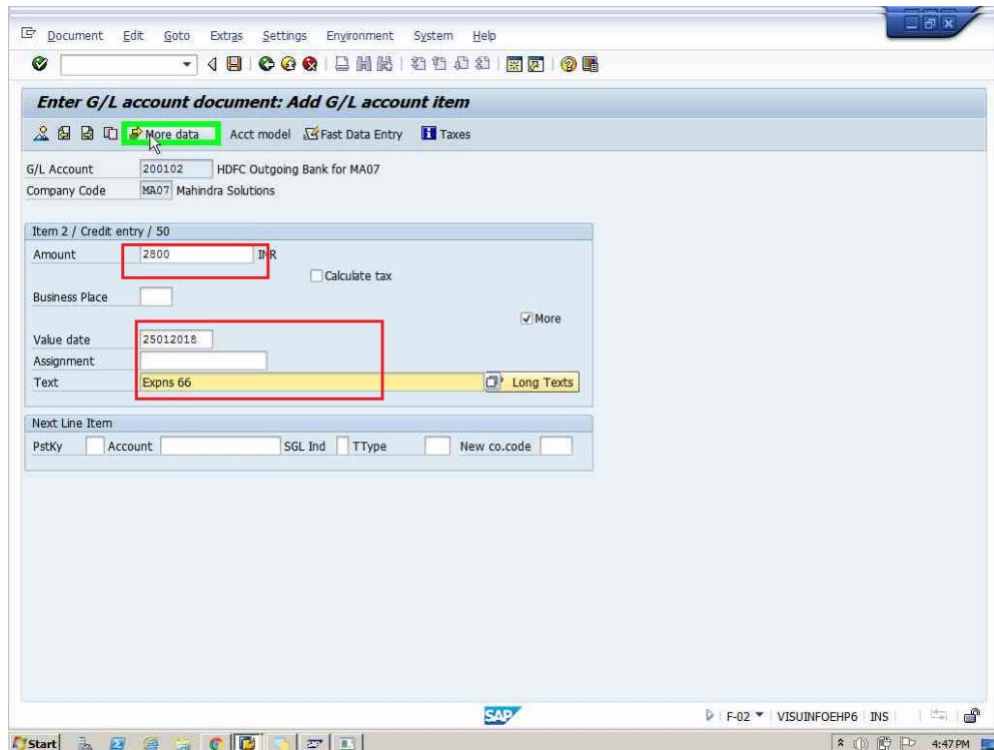 Document Edit Goto Extras Settings Environment System Help
Enter G/L account document: Add G/L account item
More data Acct model Fast Data Entry Taxes
G/L Account 200102 HDFC Outgoing Bank for MA07
Company Code MA07 Mahindra Solutions
Item 2 / Credit entry / 50
Amount 2800 INR
Calculate tax
Business Place
More
Value date 25012018
Assignment
Text Expns 66 Long Texts
Next Line Item
PstKy Account SGL Ind TType New co.code
SAP F-02 VISUINFOEHP6 INS
Start 4:47 PM